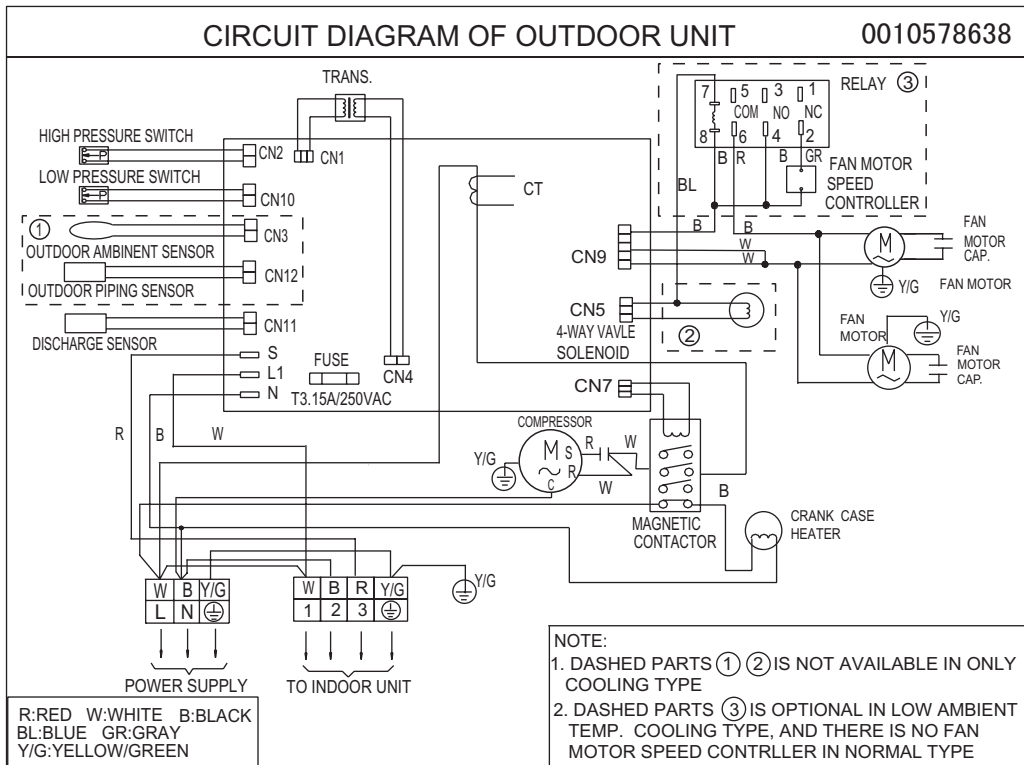 CIRCUIT DIAGRAM OF OUTDOOR UNIT
0010578638
TRANS.
HIGH PRESSURE SWITCH
P
CN2
CN1
LOW PRESSURE SWITCH
P
CN10
1
CN3
OUTDOOR AMBINENT SENSOR
CN12
OUTDOOR PIPING SENSOR
CN11
DISCHARGE SENSOR
S
L1
N
FUSE
T3.15A/250VAC
CN4
CT
RELAY 3
7 5 3 1
COM NO NC
8 6 4 2
B R B GR
BL
FAN MOTOR
SPEED
CONTROLLER
B
B
W
W
CN9
M
FAN
MOTOR
CAP.
Y/G
FAN MOTOR
CN5
4-WAY VAVLE
SOLENOID
2
FAN
MOTOR
Y/G
M
FAN
MOTOR
CAP.
CN7
R B W
COMPRESSOR
Y/G
M S
R
C
R W
W
B
MAGNETIC
CONTACTOR
CRANK CASE
HEATER
W B Y/G
L N
W B R Y/G
1 2 3
Y/G
POWER SUPPLY
TO INDOOR UNIT
R:RED W:WHITE B:BLACK
BL:BLUE GR:GRAY
Y/G:YELLOW/GREEN
NOTE:
1. DASHED PARTS 1 2 IS NOT AVAILABLE IN ONLY
COOLING TYPE
2. DASHED PARTS 3 IS OPTIONAL IN LOW AMBIENT
TEMP. COOLING TYPE, AND THERE IS NO FAN
MOTOR SPEED CONTRLLER IN NORMAL TYPE